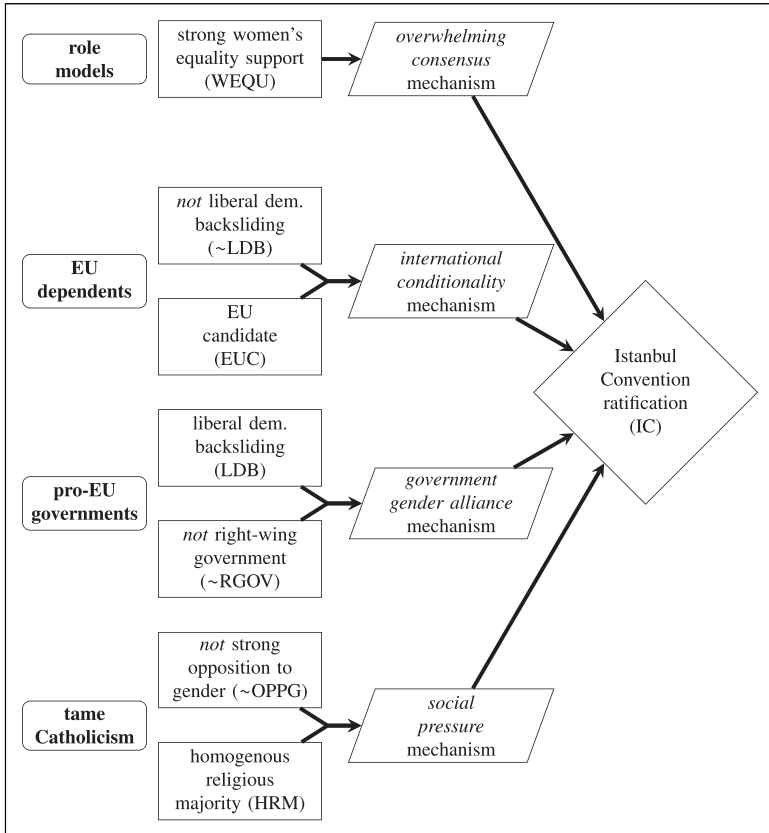 role
models
strong women's
equality support
(WEQU)
overwhelming
consensus
mechanism
EU
dependents
not liberal dem.
backsliding
(~LDB)
EU
candidate
(EUC)
international
conditionality
mechanism
pro-EU
governments
liberal dem.
backsliding
(LDB)
not right-wing
government
(~RGOV)
government
gender alliance
mechanism
tame
Catholicism
not strong
opposition to
gender (~OPPG)
homogenous
religious
majority (HRM)
social
pressure
mechanism
Istanbul
Convention
ratification
(IC)